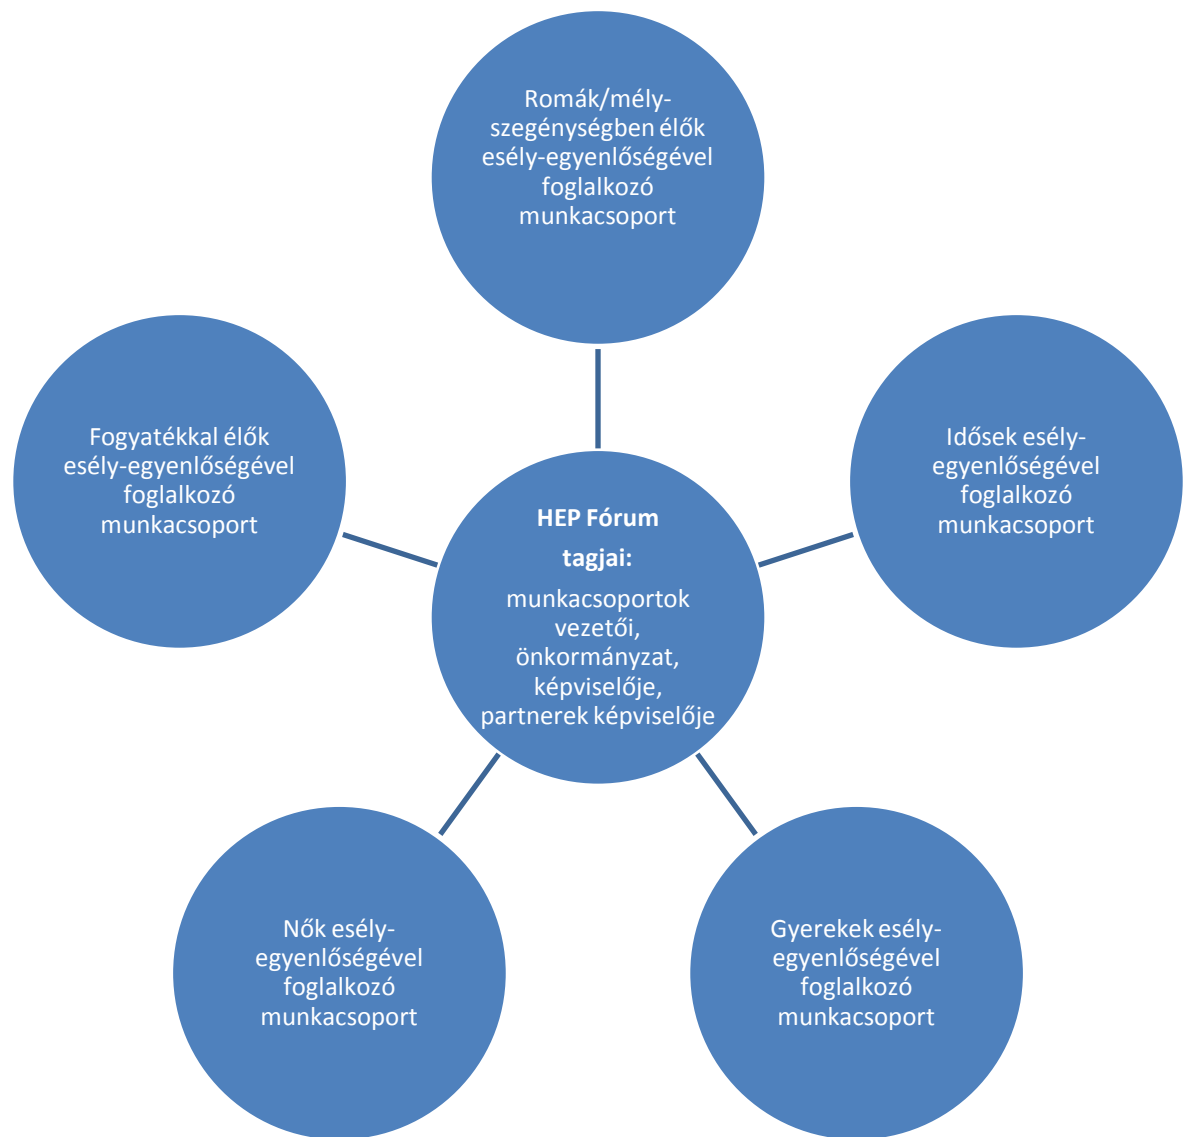 Romák/mély-
szegénységben élők
esély-egyenlőségével
foglalkozó
munkacsoport
Fogyatékkal élők
esély-egyenlőségével
foglalkozó
munkacsoport
Idősek esély-
egyenlőségével
foglalkozó
munkacsoport
HEP Fórum
tagjai:
munkacsoportok
vezetői,
önkormányzat,
képviselője,
partnerek képviselője
Nők esély-
egyenlőségével
foglalkozó
munkacsoport
Gyerekek esély-
egyenlőségével
foglalkozó
munkacsoport